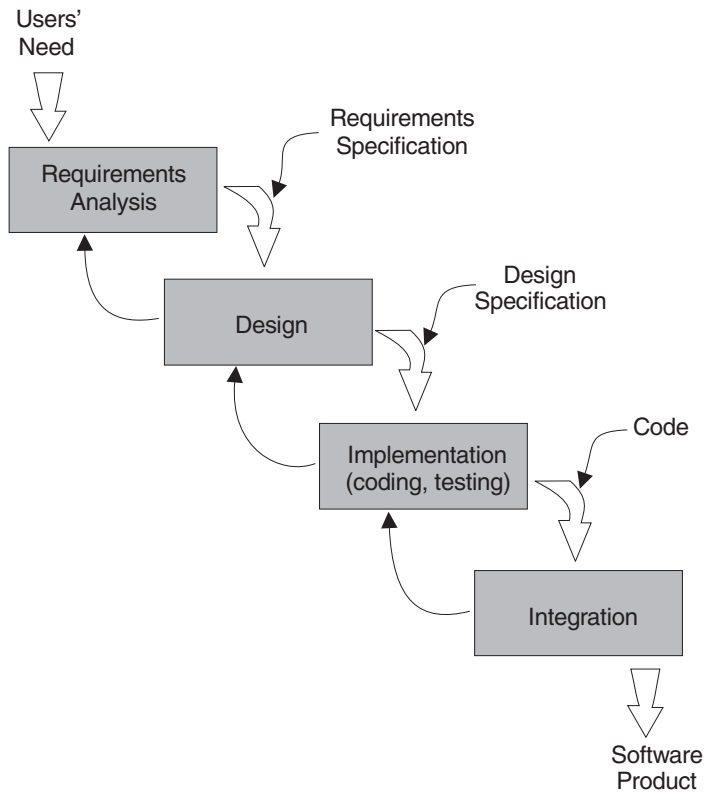 Users'
Need
Requirements
Specification
Requirements
Analysis
Design
Specification
Design
Code
Implementation
(coding, testing)
Integration
Software
Product